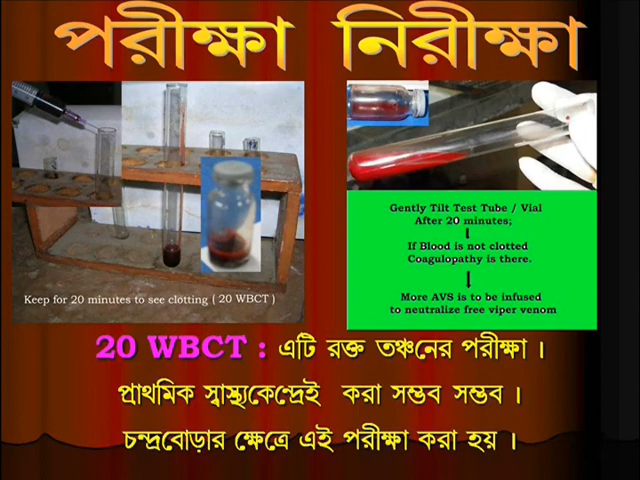 পরীক্ষা নিরীক্ষা
Keep for 20 minutes to see clotting ( 20 WBCT )
Gently Tilt Test Tube / Vial
After 20 minutes;
If Blood is not clotted
Coagulopathy is there.
More AVS is to be infused
to neutralize free viper venom
20 WBCT : এটি রক্ত তঞ্চনের পরীক্ষা ।
প্রাথমিক স্বাস্থ্যকেন্দ্রেই করা সম্ভব সম্ভব ।
চন্দ্রবোড়ার ক্ষেত্রে এই পরীক্ষা করা হয় ।